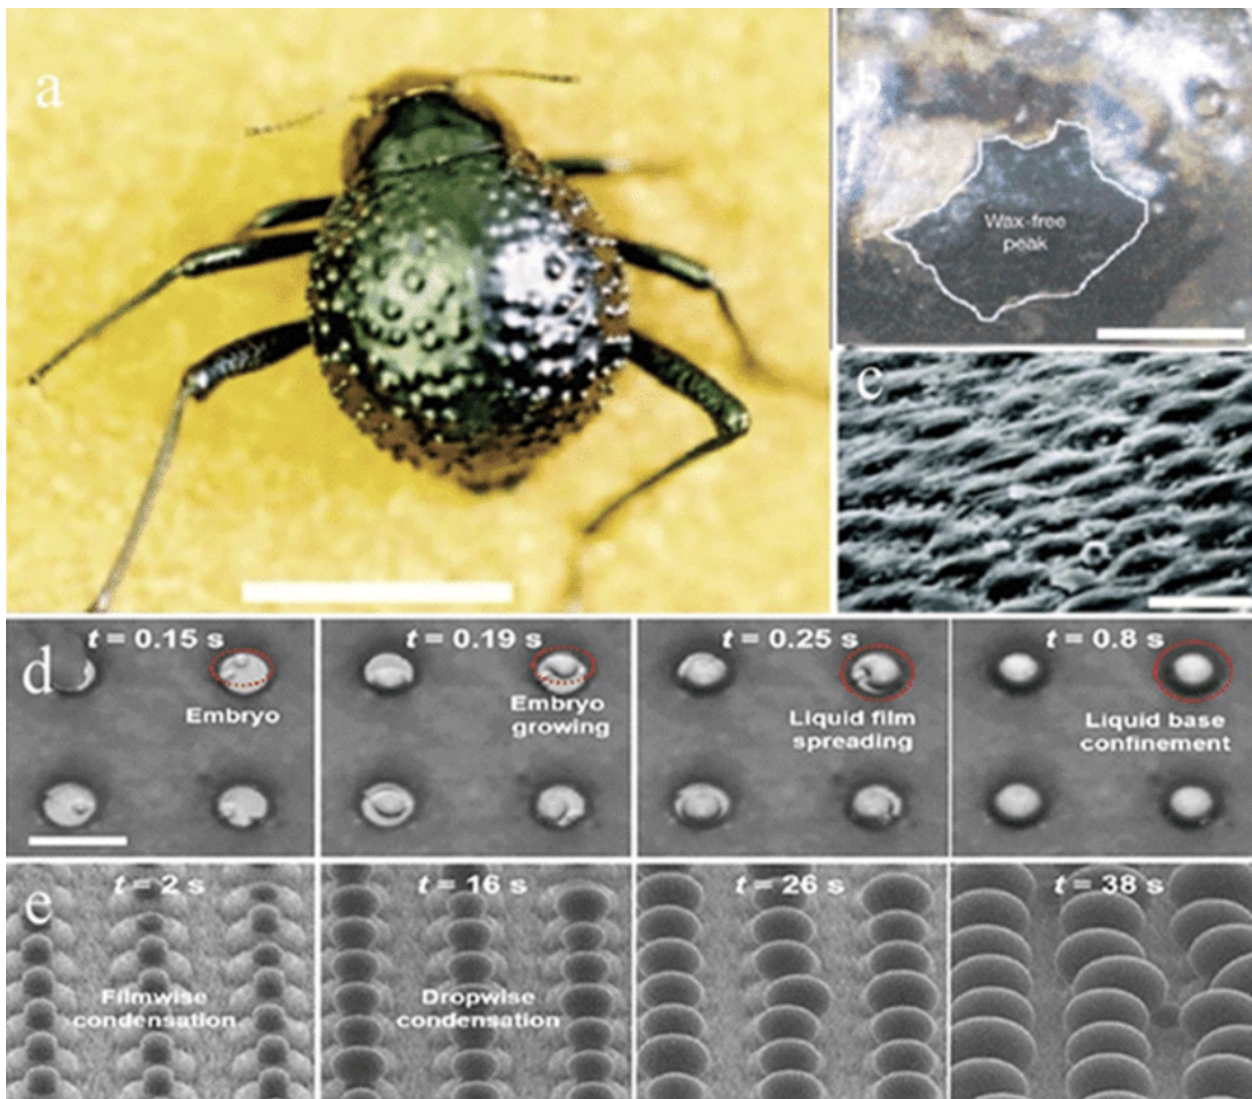 a
b
Wax-free
peak
c
d
t = 0.15 s
Embryo
t = 0.19 s
Embryo
growing
t = 0.25 s
Liquid film
spreading
t = 0.8 s
Liquid base
confinement
e
t = 2 s
Filmwise
condensation
t = 16 s
Dropwise
condensation
t = 26 s
t = 38 s